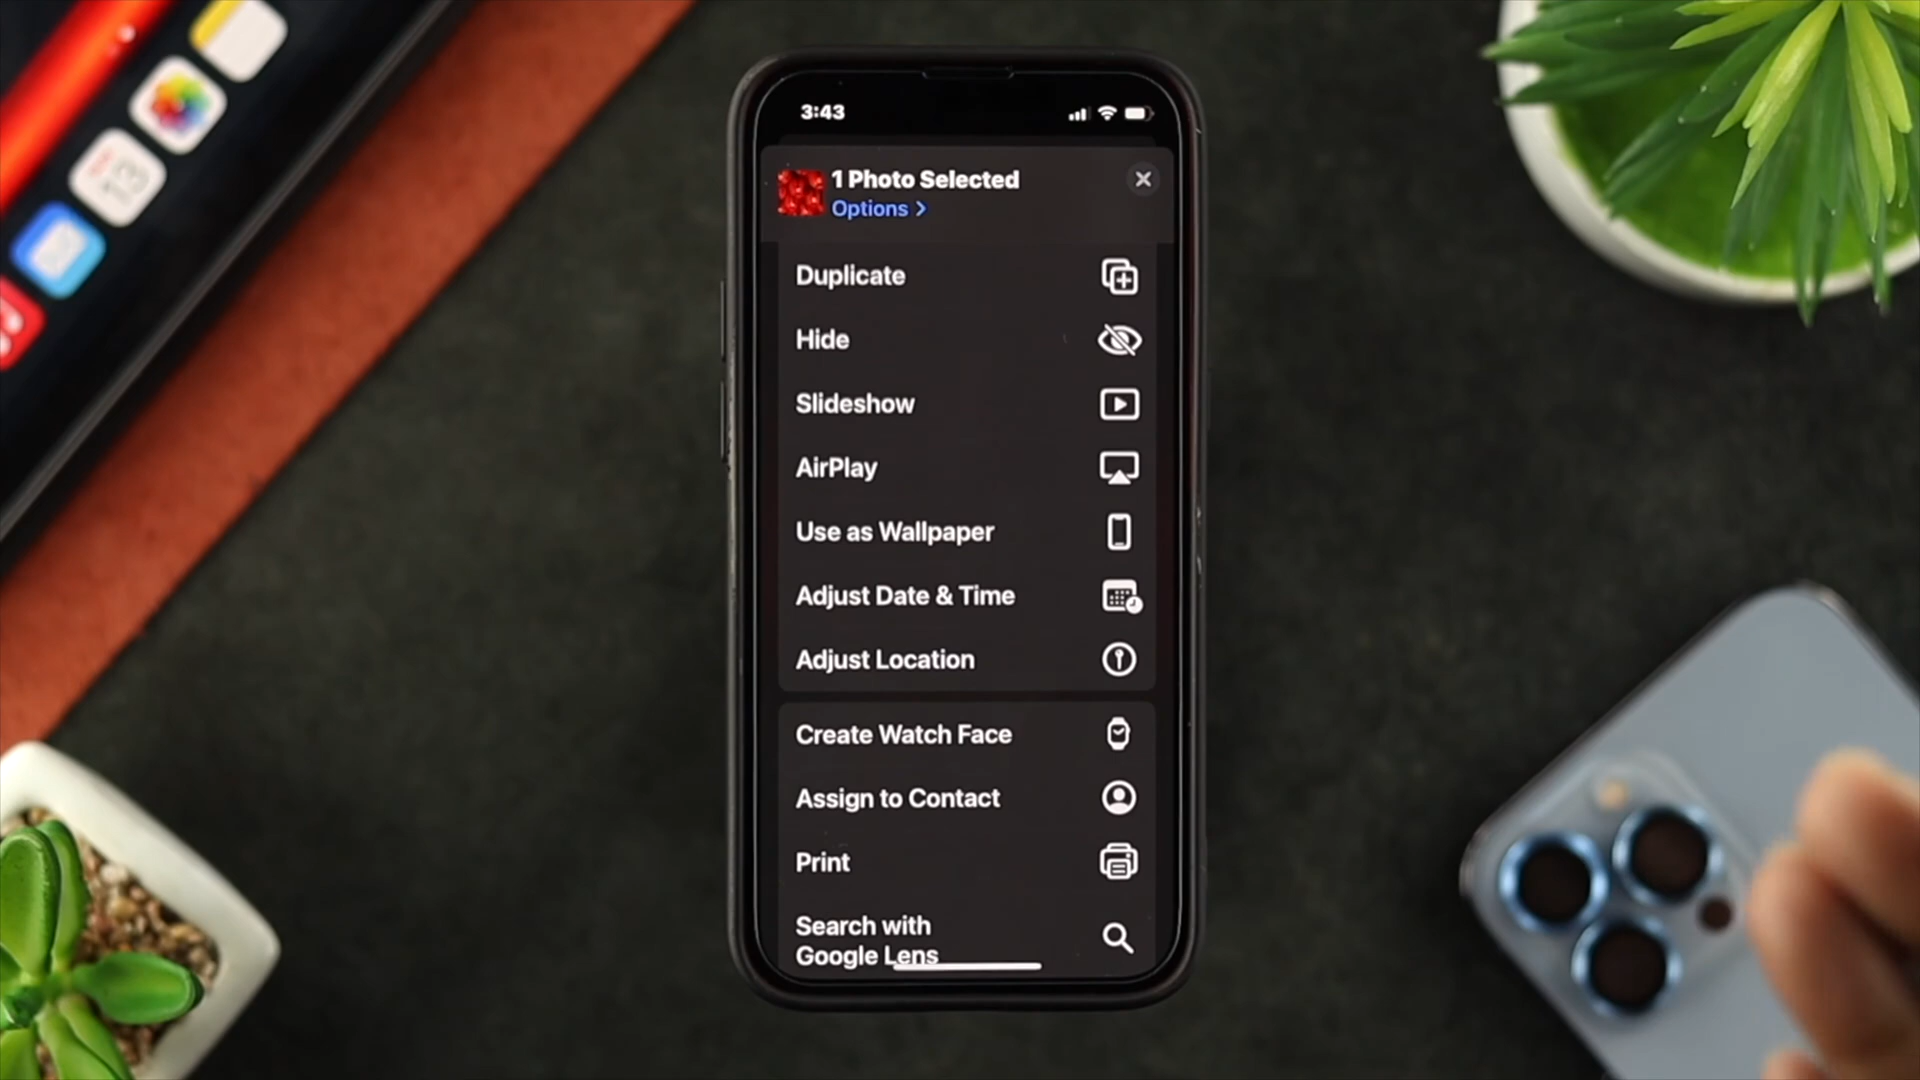 3:43
1 Photo Selected
Options >
Duplicate
Hide
Slideshow
AirPlay
Use as Wallpaper
Adjust Date & Time
Adjust Location
Create Watch Face
Assign to Contact
Print
Search with
Google Lens
13